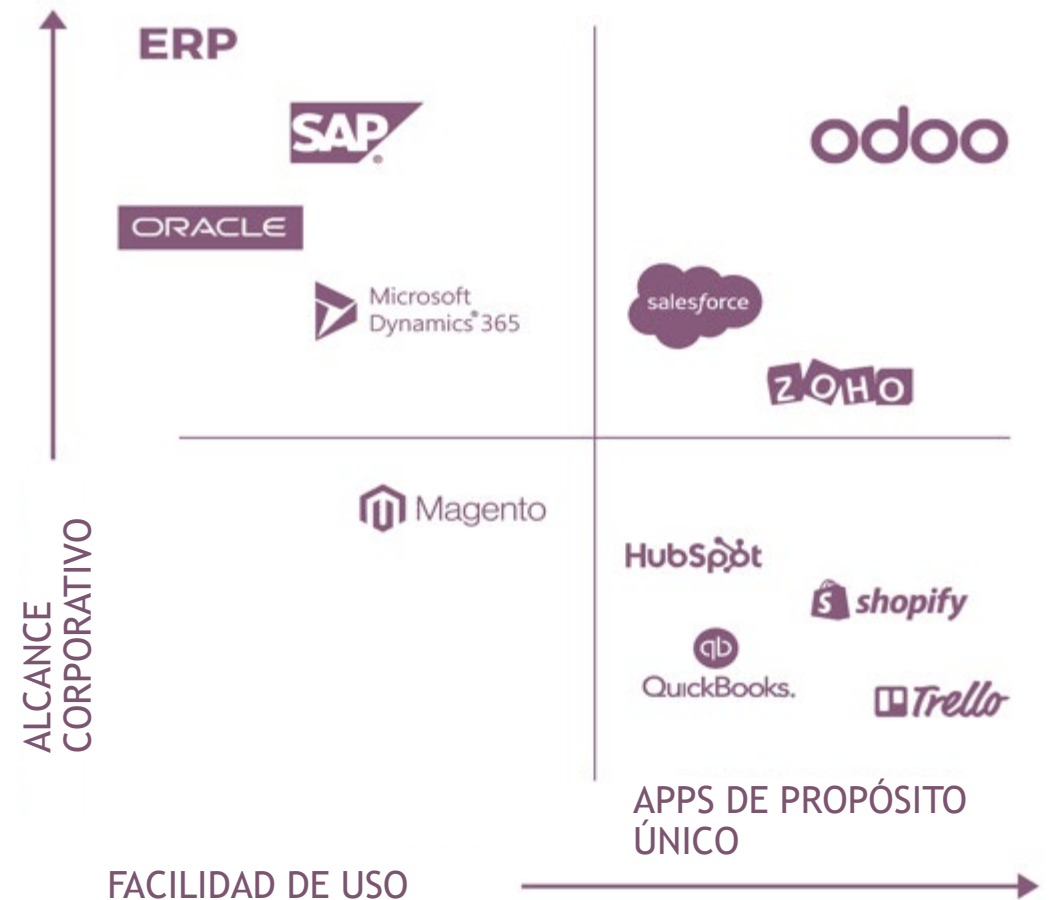 ERP
SAP®
odoo
ORACLE
Microsoft
Dynamics® 365
salesforce
ZOHO
Magento
HubSpot
S shopify
qb
QuickBooks.
Trello
ALCANCE
CORPORATIVO
APPS DE PROPÓSITO
ÚNICO
FACILIDAD DE USO